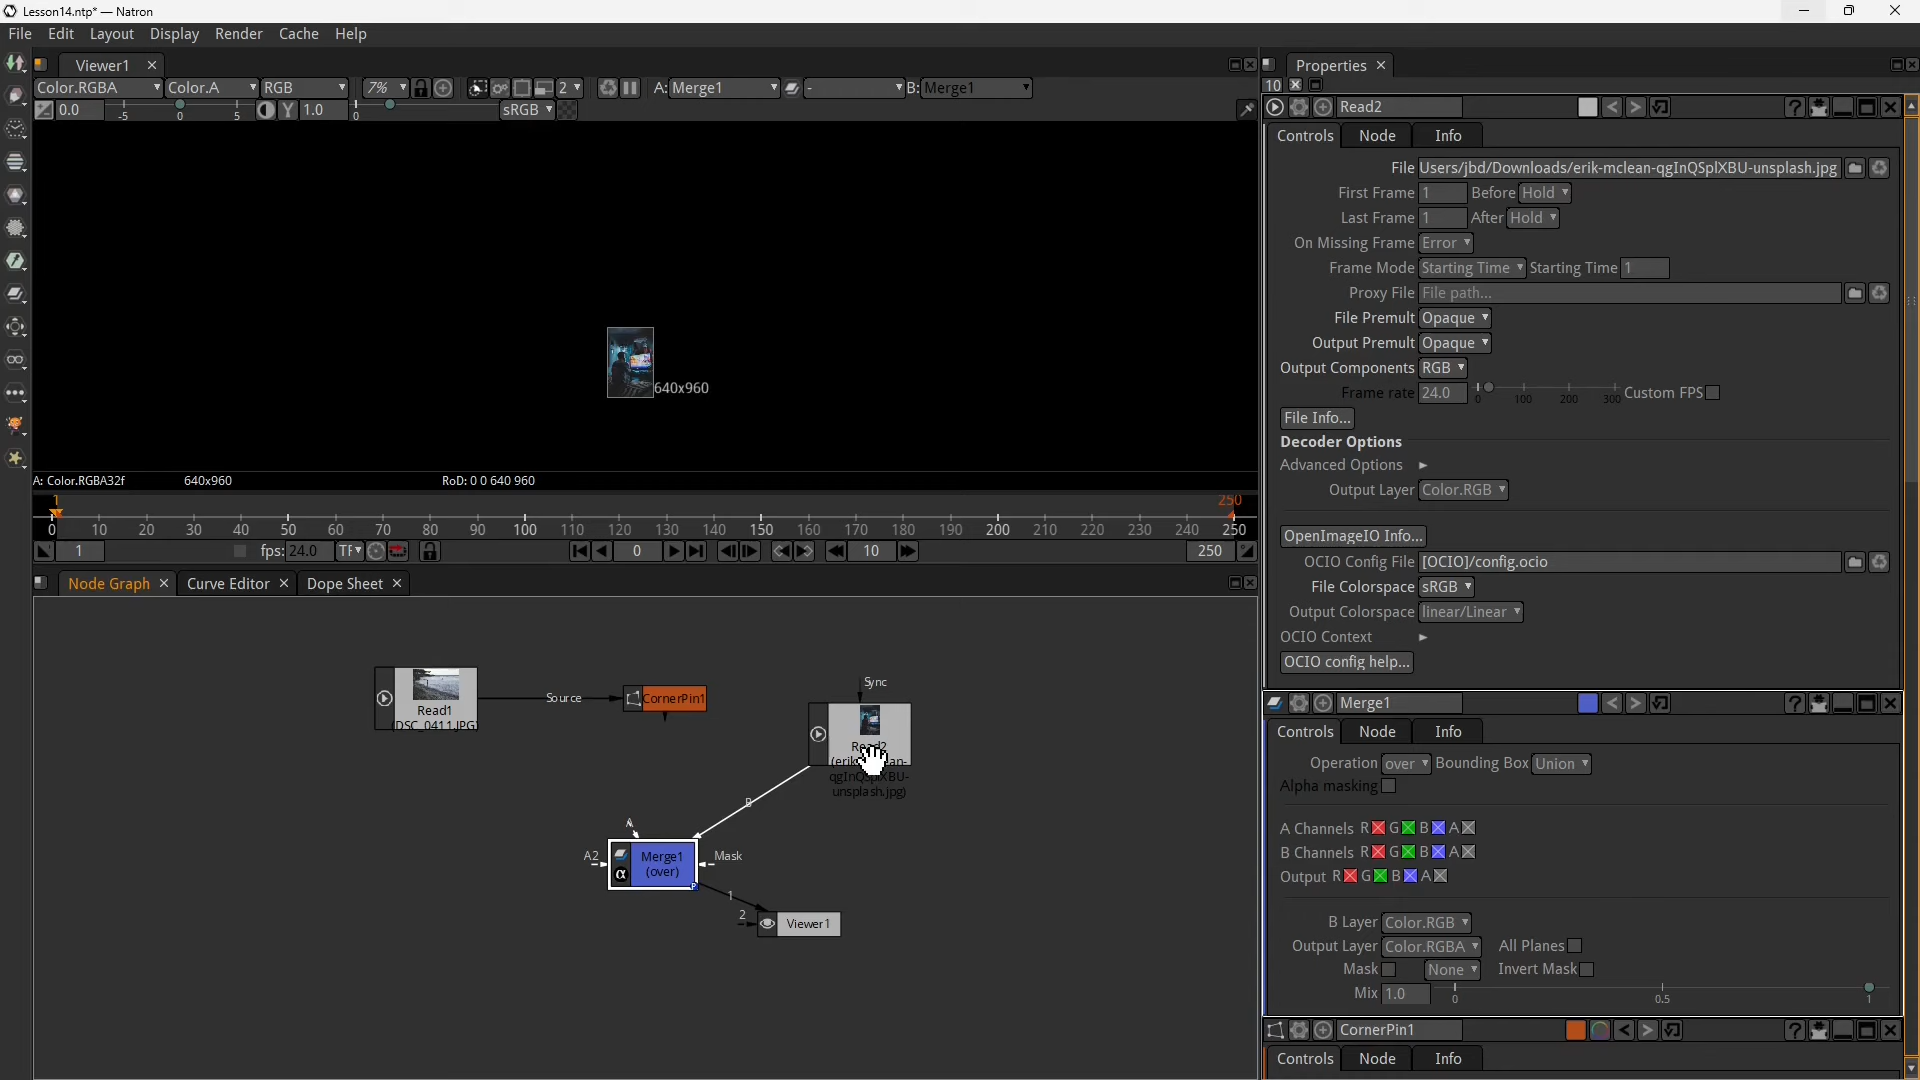 Lesson14.ntp* — Natron
File Edit Layout Display Render Cache Help
Viewer1
Color.RGBA Color.A RGB 7% 2 A: Merge1 - B: Merge1
0.0 -5 0 5 Y 1.0 0 sRGB
640x960
A: Color.RGBA32f 640x960 RoD: 0 0 640 960
1 250
0 10 20 30 40 50 60 70 80 90 100 110 120 130 140 150 160 170 180 190 200 210 220 230 240 250
1 fps: 24.0 TF 0 10 250
Node Graph Curve Editor Dope Sheet
Read1
(DSC_0411.JPG)
Source
CornerPin1
Sync
Read2
qgInQSplXBU-
unsplash.jpg)
B
A
A2
Merge1
(over)
Mask
1
2
Viewer1
Properties
10
Read2
Controls Node Info
File Users/jbd/Downloads/erik-mclean-qgInQSplXBU-unsplash.jpg
First Frame 1 Before Hold
Last Frame 1 After Hold
On Missing Frame Error
Frame Mode Starting Time Starting Time 1
Proxy File File path...
File Premult Opaque
Output Premult Opaque
Output Components RGB
Frame rate 24.0 0 100 200 300 Custom FPS
File Info...
Decoder Options
Advanced Options
Output Layer Color.RGB
OpenImageIO Info...
OCIO Config File [OCIO]/config.ocio
File Colorspace sRGB
Output Colorspace linear/Linear
OCIO Context
OCIO config help...
Merge1
Controls Node Info
Operation over Bounding Box Union
Alpha masking
A Channels R G B A
B Channels R G B A
Output R G B A
B Layer Color.RGB
Output Layer Color.RGBA All Planes
Mask None Invert Mask
Mix 1.0 0 0.5 1
CornerPin1
Controls Node Info